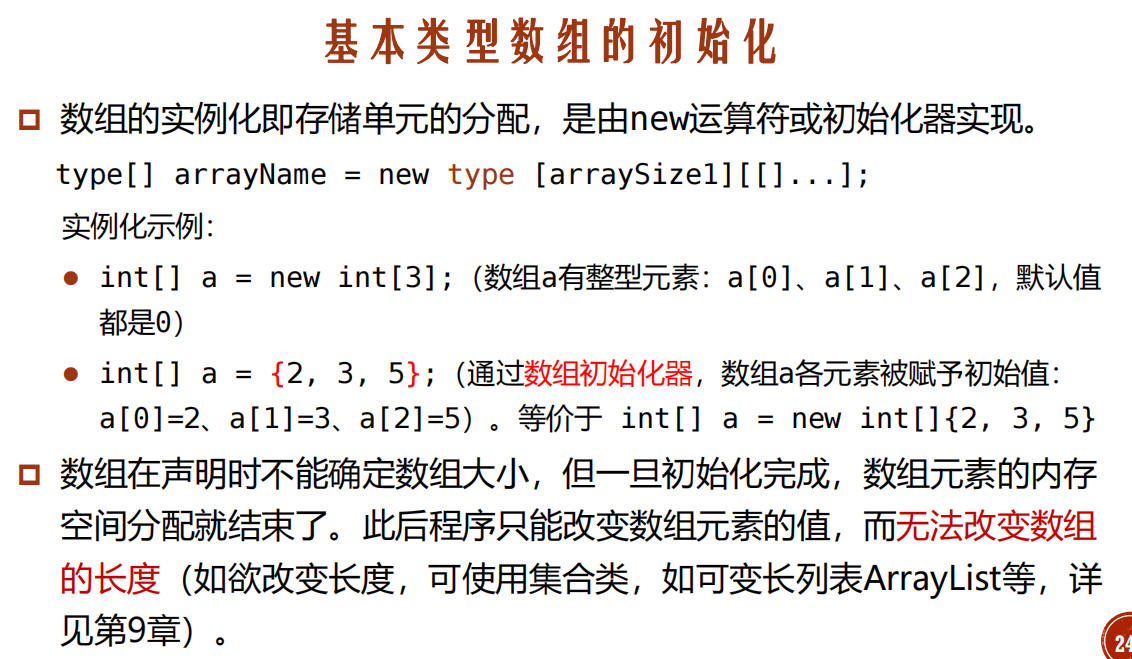 基本类型数组的初始化
数组的实例化即存储单元的分配，是由new运算符或初始化器实现。
type[] arrayName = new type [arraySize1][[]...];
实例化示例：
int[] a = new int[3];（数组a有整型元素：a[0]、a[1]、a[2]，默认值
都是0）
int[] a = {2, 3, 5};（通过数组初始化器，数组a各元素被赋予初始值：
a[0]=2、a[1]=3、a[2]=5）。等价于 int[] a = new int[]{2, 3, 5}
数组在声明时不能确定数组大小，但一旦初始化完成，数组元素的内存
空间分配就结束了。此后程序只能改变数组元素的值，而无法改变数组
的长度（如欲改变长度，可使用集合类，如可变长列表ArrayList等，详
见第9章）。
24